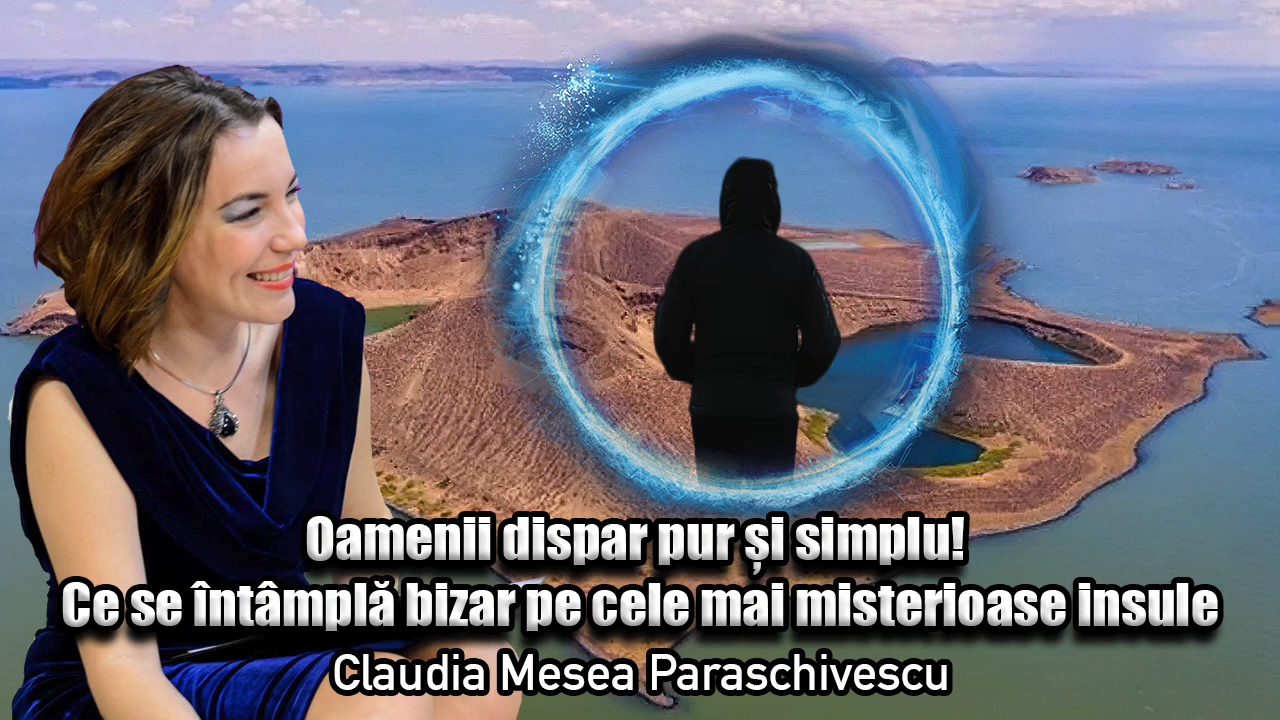 Oamenii dispar pur și simplu!
Ce se întâmplă bizar pe cele mai misterioase insule
Claudia Mesea Paraschivescu